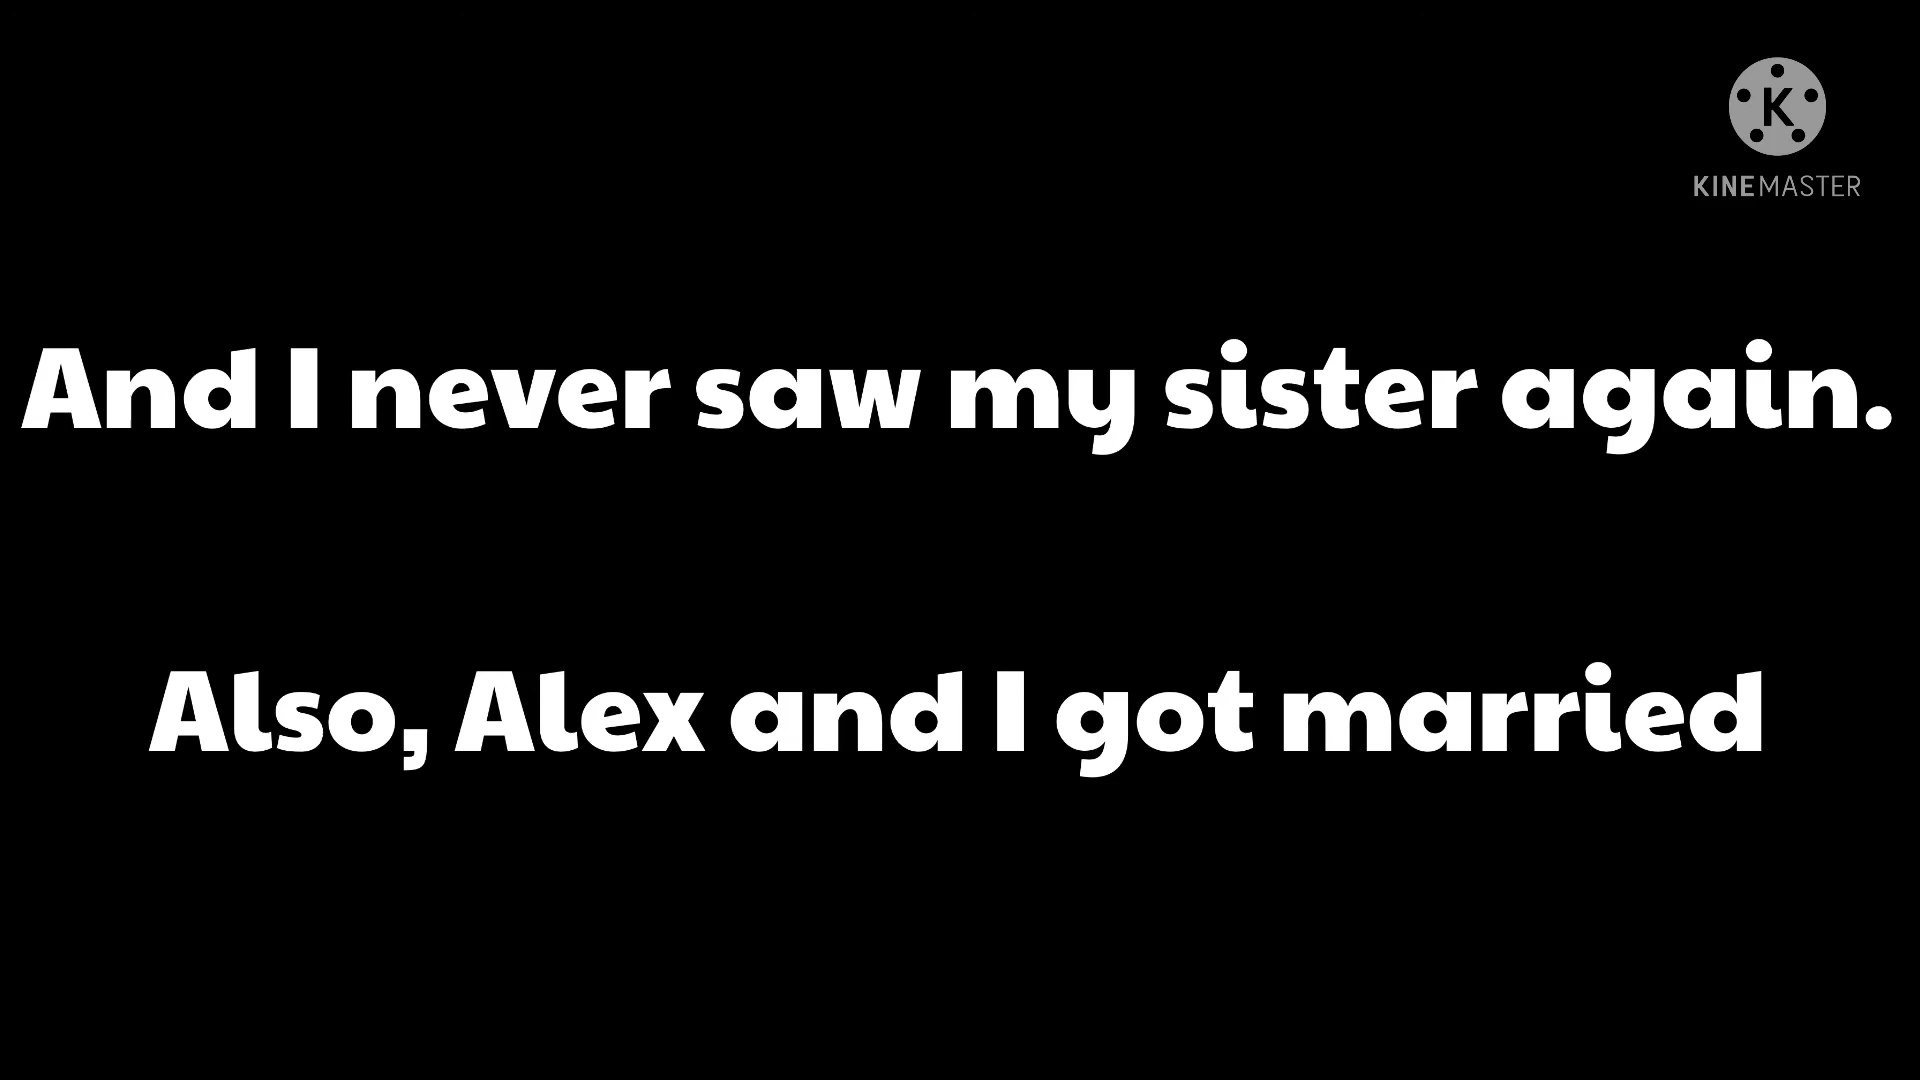 K
KINEMASTER
And I never saw my sister again.
Also, Alex and I got married